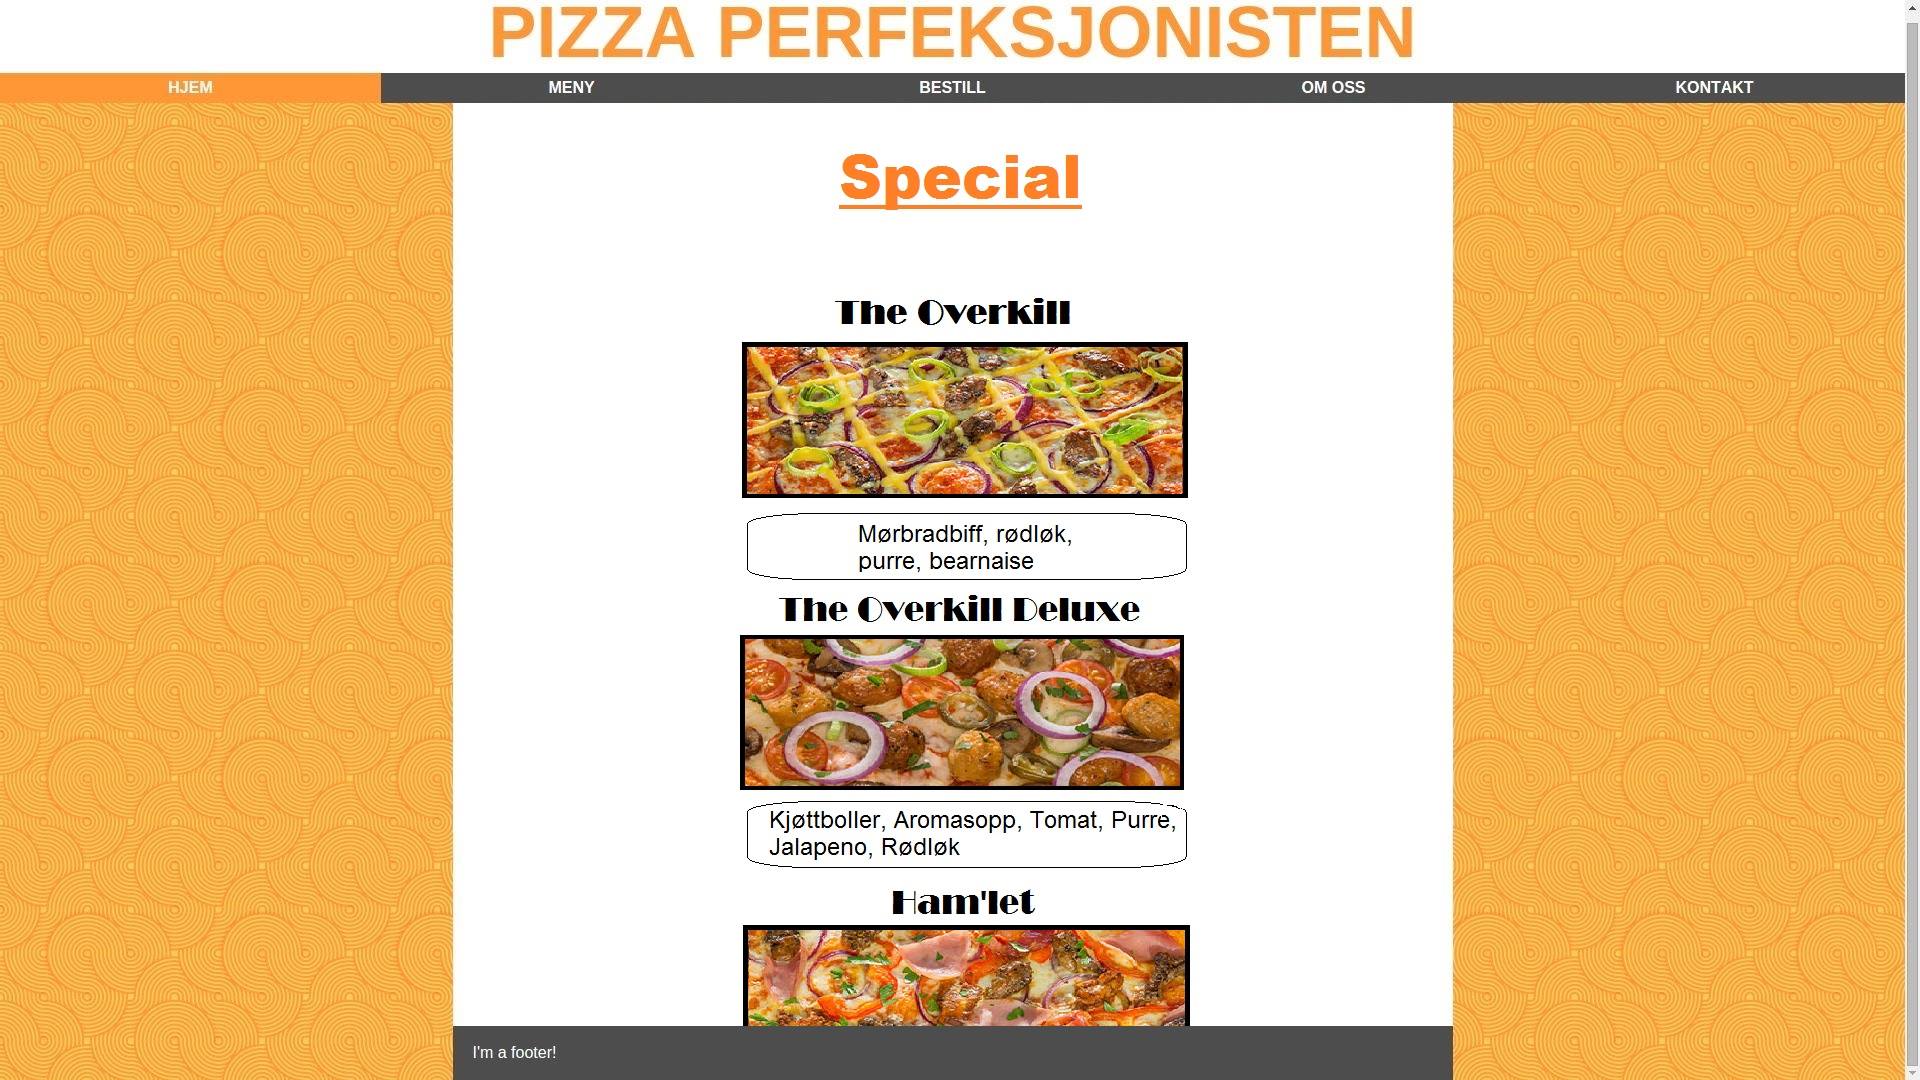 PIZZA PERFEKSJONISTEN
HJEM
MENY
BESTILL
OM OSS
KONTAKT
Special
The Overkill
Mørbradbiff, rødløk,
purre, bearnaise
The Overkill Deluxe
Kjøttboller, Aromasopp, Tomat, Purre,
Jalapeno, Rødløk
Ham'let
I'm a footer!